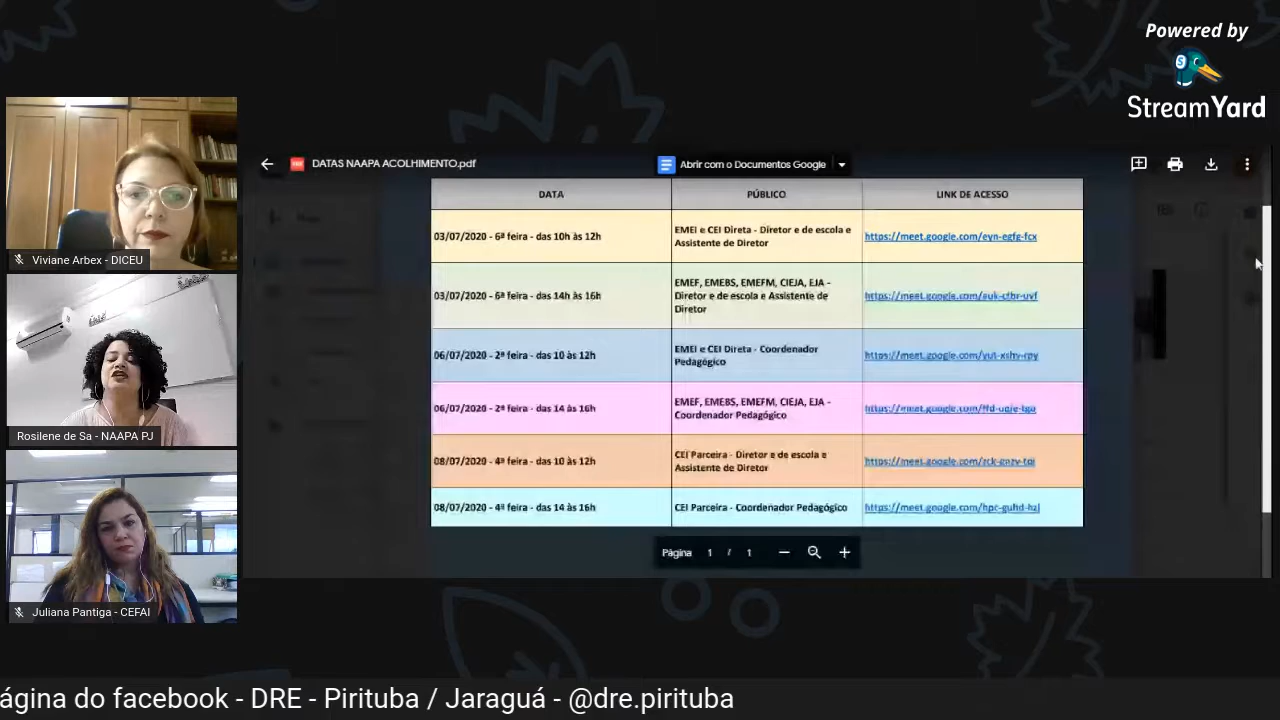 Powered by
StreamYard
DATAS NAAPA ACOLHIMENTO.pdf
Abrir com o Documentos Google
DATA
PÚBLICO
LINK DE ACESSO
03/07/2020 - 6ª feira - das 10h às 12h
EMEI e CEI Direta - Diretor e de escola e
Assistente de Diretor
https://meet.google.com/eyn-egfg-fcx
03/07/2020 - 6ª feira - das 14h às 16h
EMEF, EMEBS, EMEFM, CIEJA, EJA -
Diretor e de escola e Assistente de
Diretor
06/07/2020 - 2ª feira - das 10 às 12h
EMEI e CEI Direta - Coordenador
Pedagógico
06/07/2020 - 2ª feira - das 14 às 16h
EMEF, EMEBS, EMEFM, CIEJA, EJA -
Coordenador Pedagógico
08/07/2020 - 4ª feira - das 10 às 12h
CEI Parceira - Diretor e de escola e
Assistente de Diretor
08/07/2020 - 4ª feira - das 14 às 16h
CEI Parceira - Coordenador Pedagógico
Página 1 / 1
Viviane Arbex - DICEU
Rosilene de Sa - NAAPA PJ
Juliana Pantiga - CEFAI
ágina do facebook - DRE - Pirituba / Jaraguá - @dre.pirituba